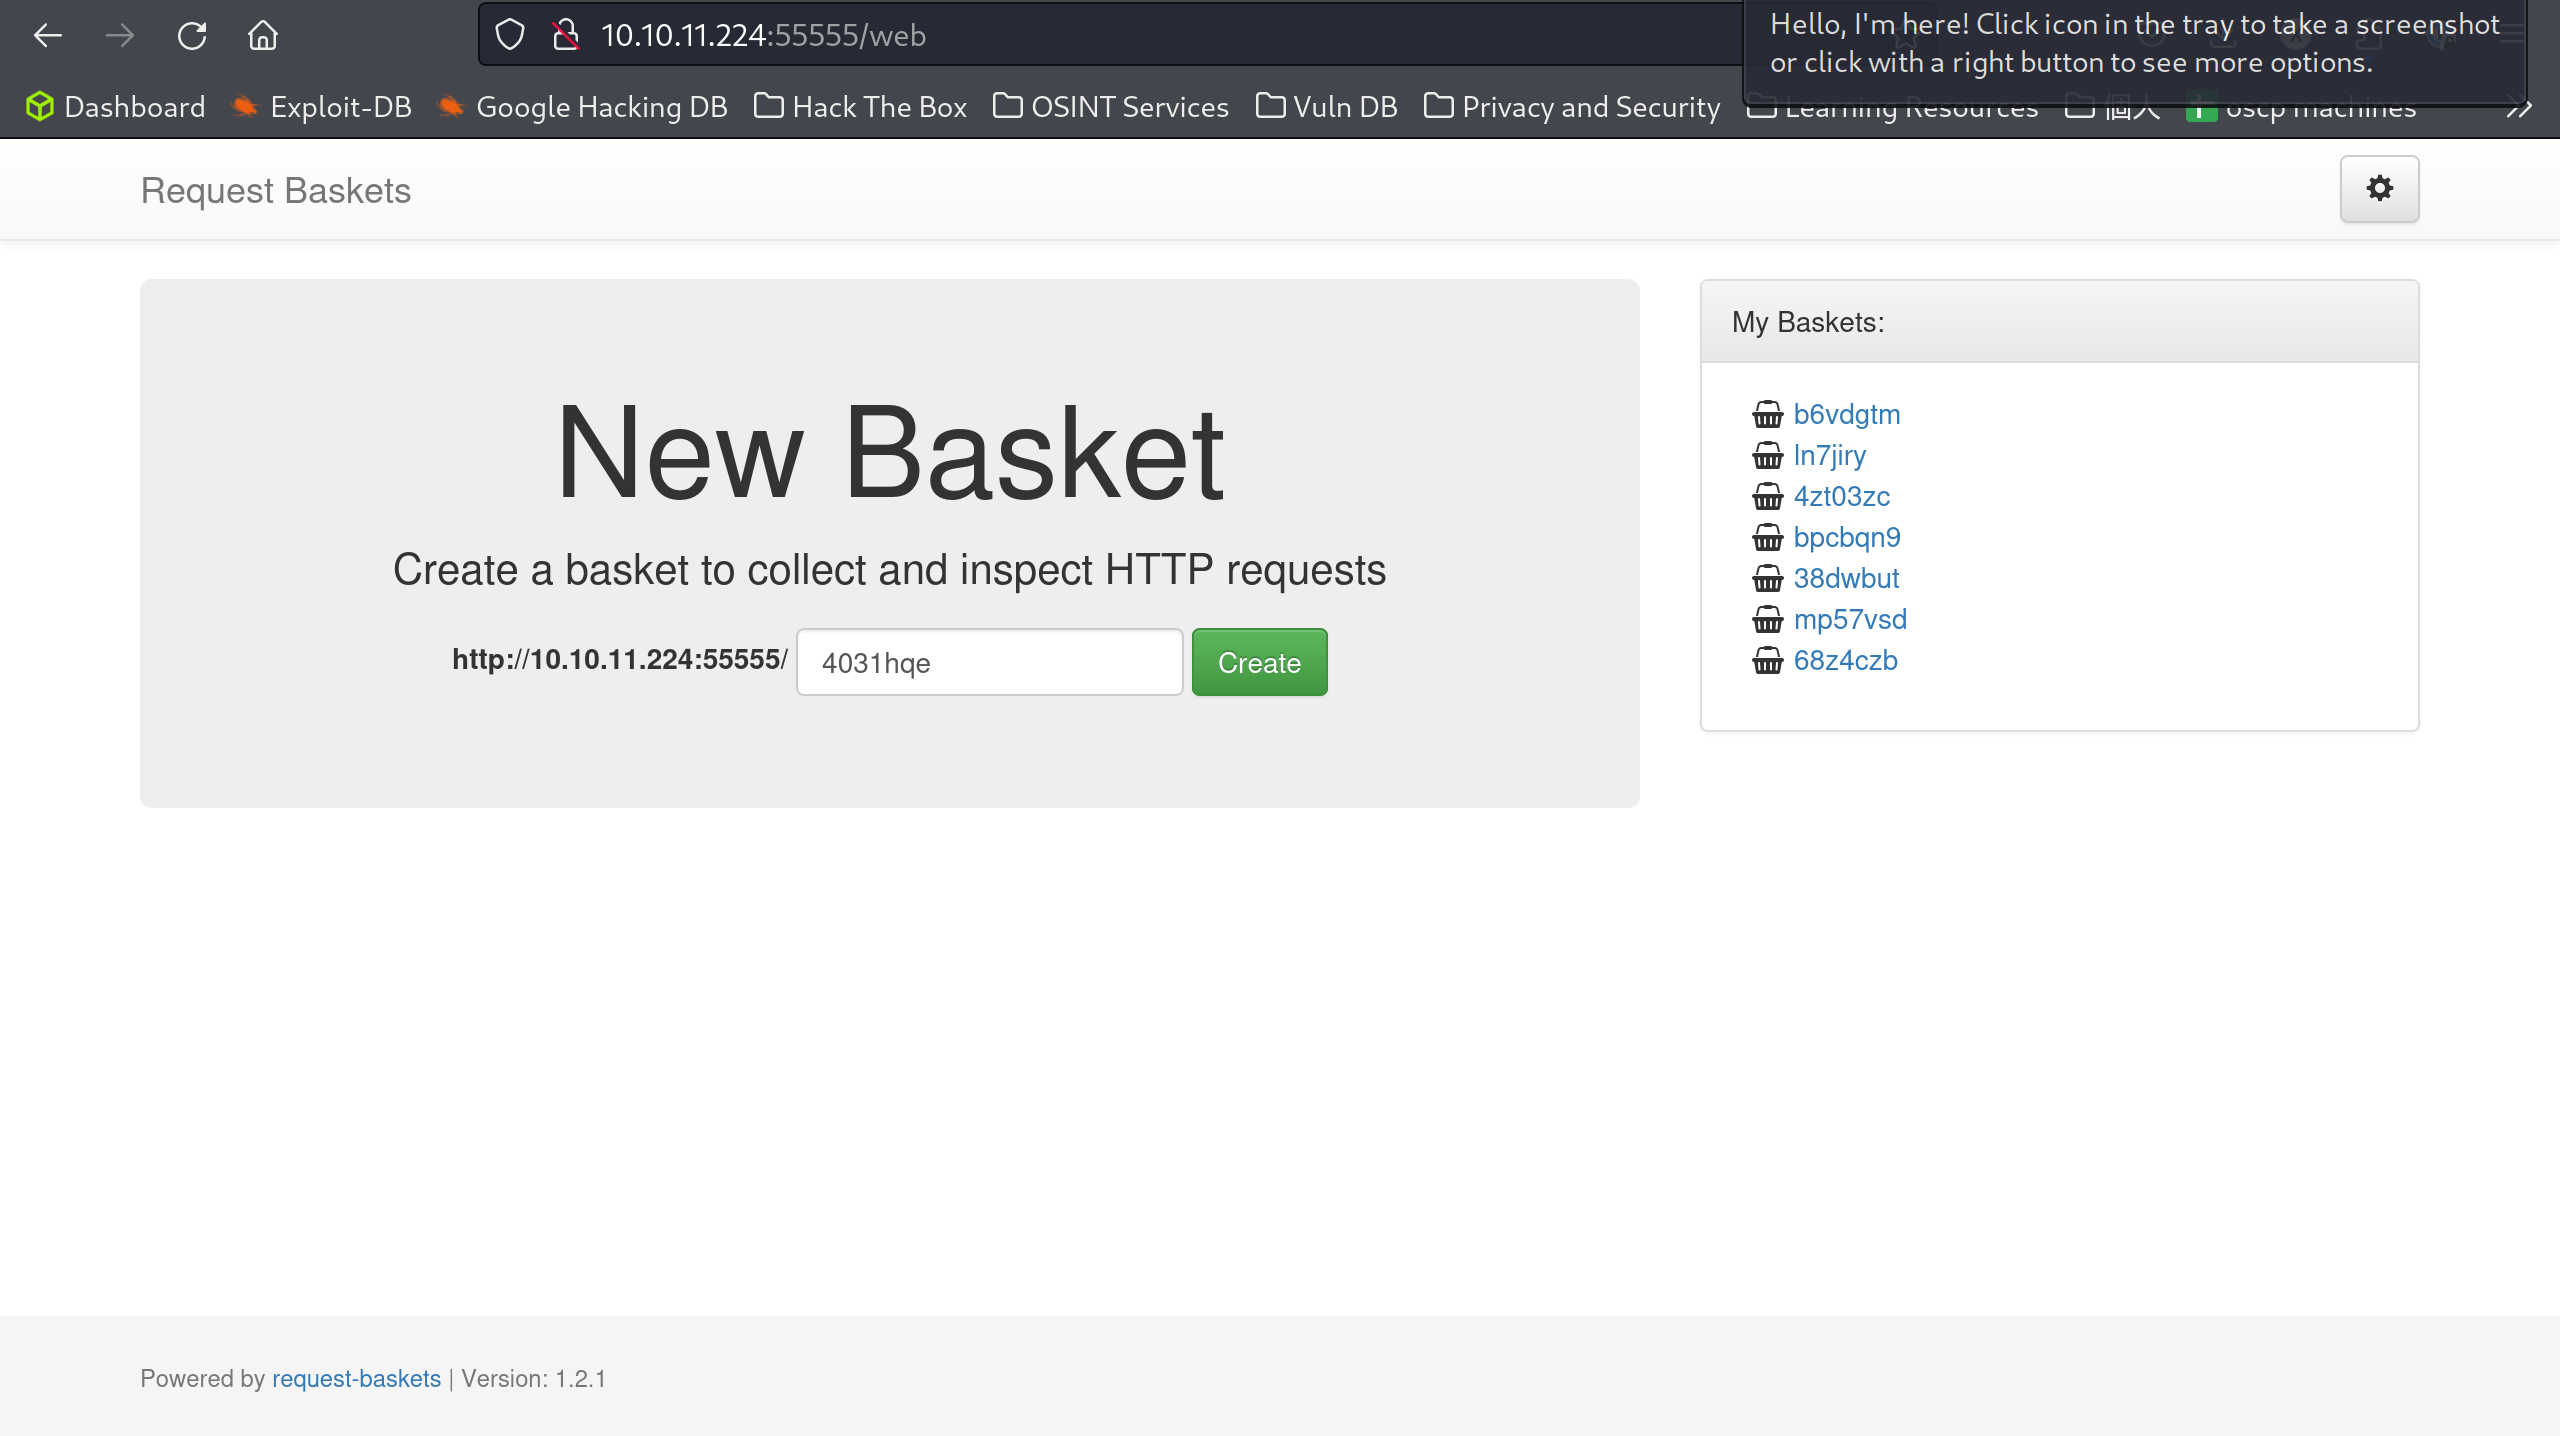 10.10.11.224:55555/web
Hello, I'm here! Click icon in the tray to take a screenshot
or click with a right button to see more options.
Dashboard Exploit-DB Google Hacking DB Hack The Box OSINT Services Vuln DB Privacy and Security Learning Resources 個人 oscp machines
Request Baskets
New Basket
Create a basket to collect and inspect HTTP requests
http://10.10.11.224:55555/ 4031hqe Create
My Baskets:
b6vdgtm
ln7jiry
4zt03zc
bpcbqn9
38dwbut
mp57vsd
68z4czb
Powered by request-baskets | Version: 1.2.1